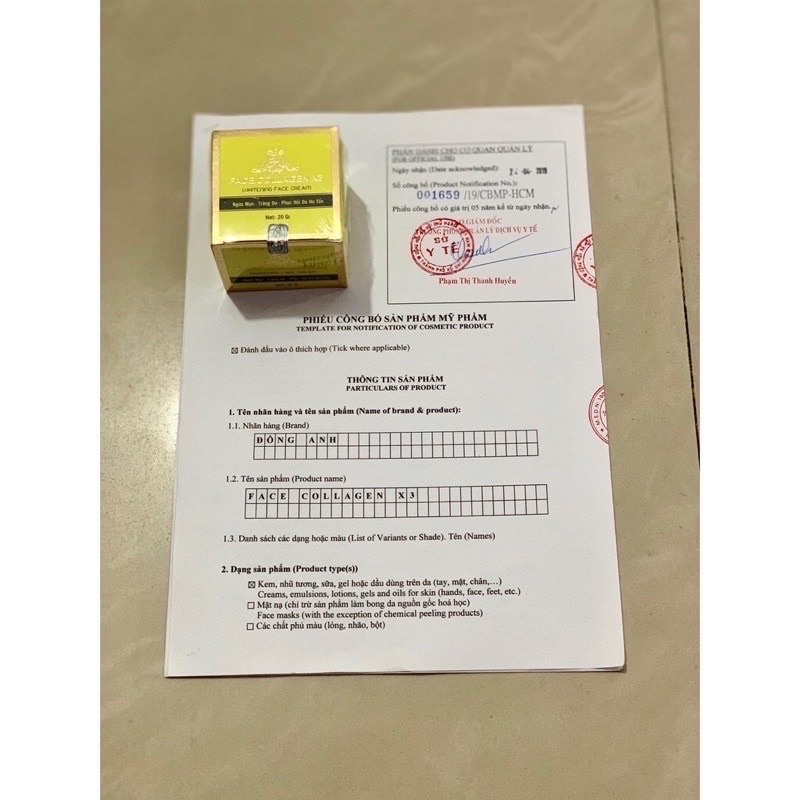 FACE COLLAGEN X3
(WHITENING FACE CREAM)
Ngừa Mụn - Trắng Da - Phục Hồi Da Hư Tổn
Net: 20 Gr
PHẦN DÀNH CHO CƠ QUAN QUẢN LÝ
(FOR OFFICIAL USE)
Ngày nhận (Date acknowledged): 24 -04- 2019
Số công bố (Product Notification No.):
001659 /19/CBMP-HCM
Phiếu công bố có giá trị 05 năm kể từ ngày nhận.
GIÁM ĐỐC
QUẢN LÝ DỊCH VỤ Y TẾ
SỞ
Y TẾ
Phạm Thị Thanh Huyền
PHIẾU CÔNG BỐ SẢN PHẨM MỸ PHẨM
TEMPLATE FOR NOTIFICATION OF COSMETIC PRODUCT
☒ Đánh dấu vào ô thích hợp (Tick where applicable)
THÔNG TIN SẢN PHẨM
PARTICULARS OF PRODUCT
1. Tên nhãn hàng và tên sản phẩm (Name of brand & product):
1.1. Nhãn hàng (Brand)
ĐÔNG ANH
1.2. Tên sản phẩm (Product name)
FACE COLLAGEN X3
1.3. Danh sách các dạng hoặc màu (List of Variants or Shade). Tên (Names)
2. Dạng sản phẩm (Product type(s))
☒ Kem, nhũ tương, sữa, gel hoặc dầu dùng trên da (tay, mặt, chân,...)
Creams, emulsions, lotions, gels and oils for skin (hands, face, feet, etc.)
☐ Mặt nạ (chỉ trừ sản phẩm làm bong da nguồn gốc hoá học)
Face masks (with the exception of chemical peeling products)
☐ Các chất phủ màu (lỏng, nhão, bột)